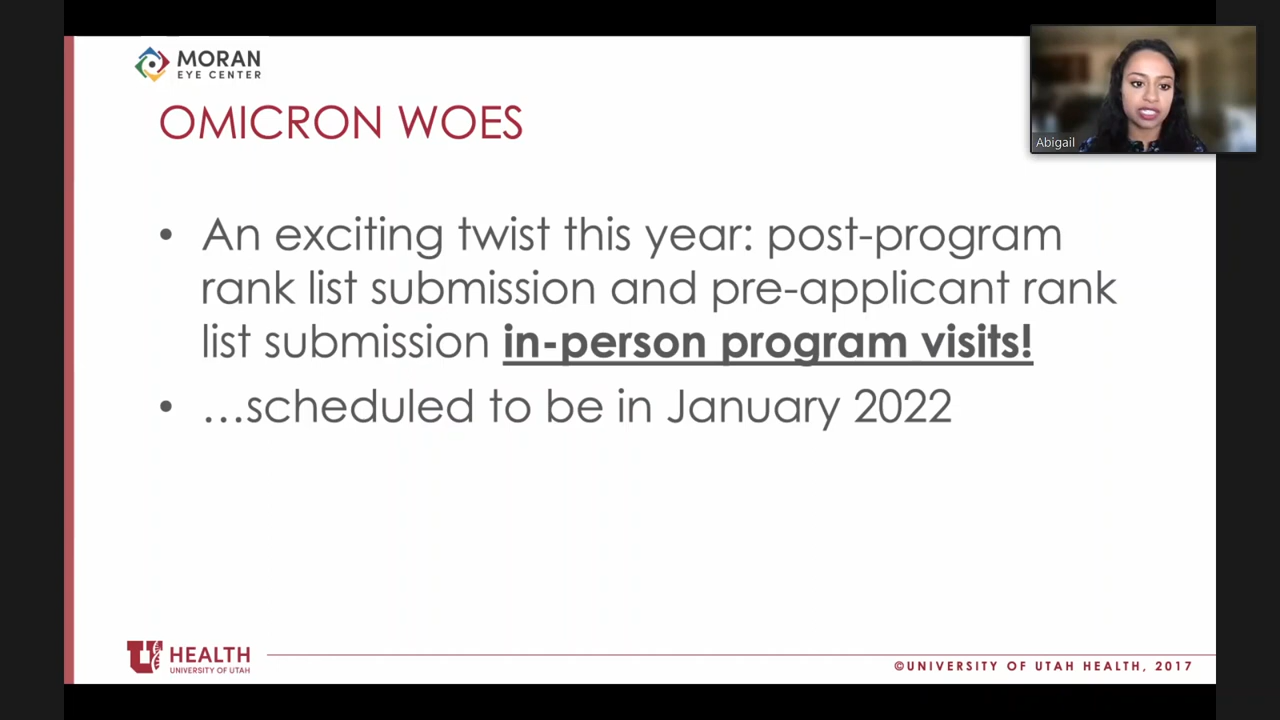 MORAN
EYE CENTER
OMICRON WOES
Abigail
• An exciting twist this year: post-program
rank list submission and pre-applicant rank
list submission in-person program visits!
• …scheduled to be in January 2022
U HEALTH
UNIVERSITY OF UTAH
©UNIVERSITY OF UTAH HEALTH, 2017